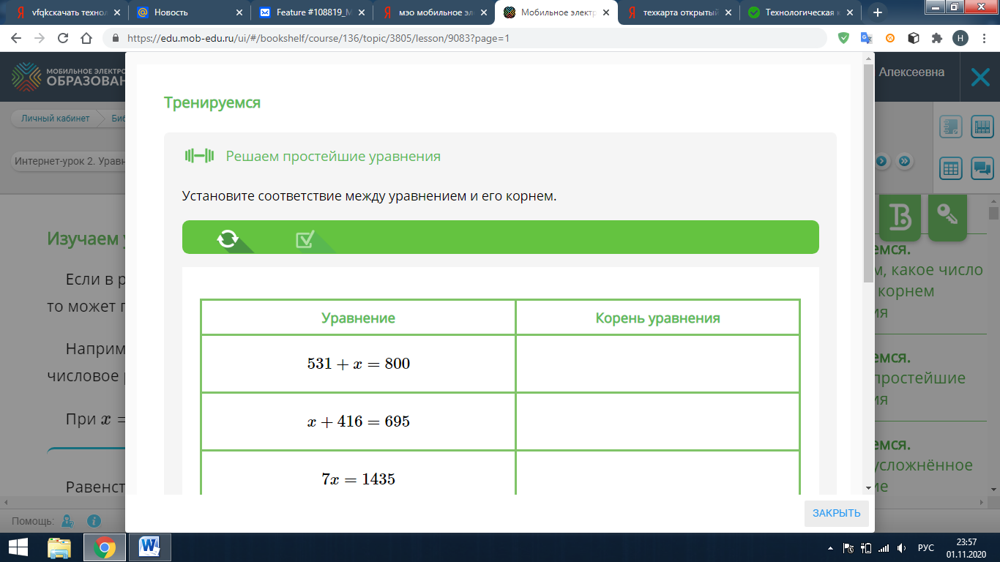 vfqkскачать технол
Новость
Feature #108819_M
мэо мобильное эл
Мобильное электр
техкарта открытый
Технологическая к
https://edu.mob-edu.ru/ui/#/bookshelf/course/136/topic/3805/lesson/9083?page=1
Н
МОБИЛЬНОЕ ЭЛЕКТРО
ОБРАЗОВАН
Алексеевна
Личный кабинет
Биб
Интернет-урок 2. Уравн
Тренируемся
Решаем простейшие уравнения
Установите соответствие между уравнением и его корнем.
Уравнение
Корень уравнения
531 + x = 800
x + 416 = 695
7x = 1435
Изучаем у
Если в р
то может п
Наприм
числовое р
При x =
Равенст
емся.
м, какое число
корнем
ия
емся.
простейшие
ия
емся.
усложнённое
ие
Помощь:
ЗАКРЫТЬ
РУС
23:57
01.11.2020